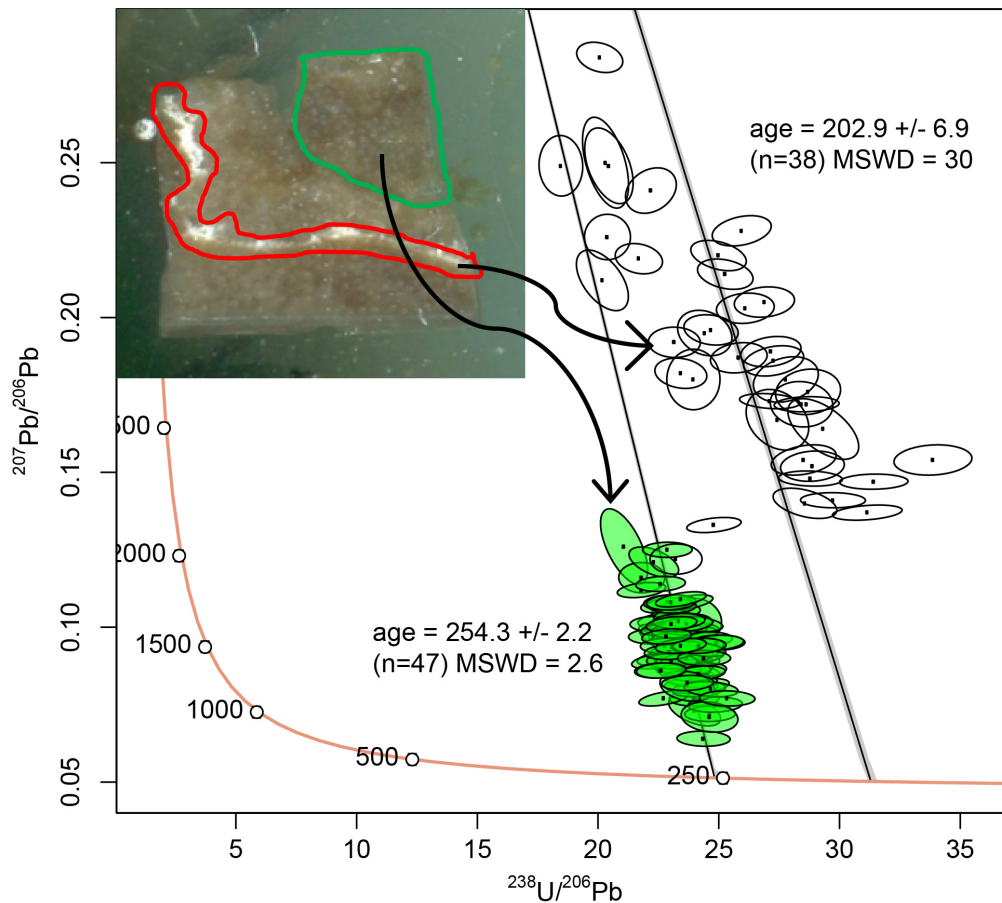 age = 202.9 +/- 6.9
(n=38) MSWD = 30
age = 254.3 +/- 2.2
(n=47) MSWD = 2.6
500
2000
1500
1000
500
250
0.25
0.20
0.15
0.10
0.05
²⁰⁷Pb/²⁰⁶Pb
5 10 15 20 25 30 35
²³⁸U/²⁰⁶Pb